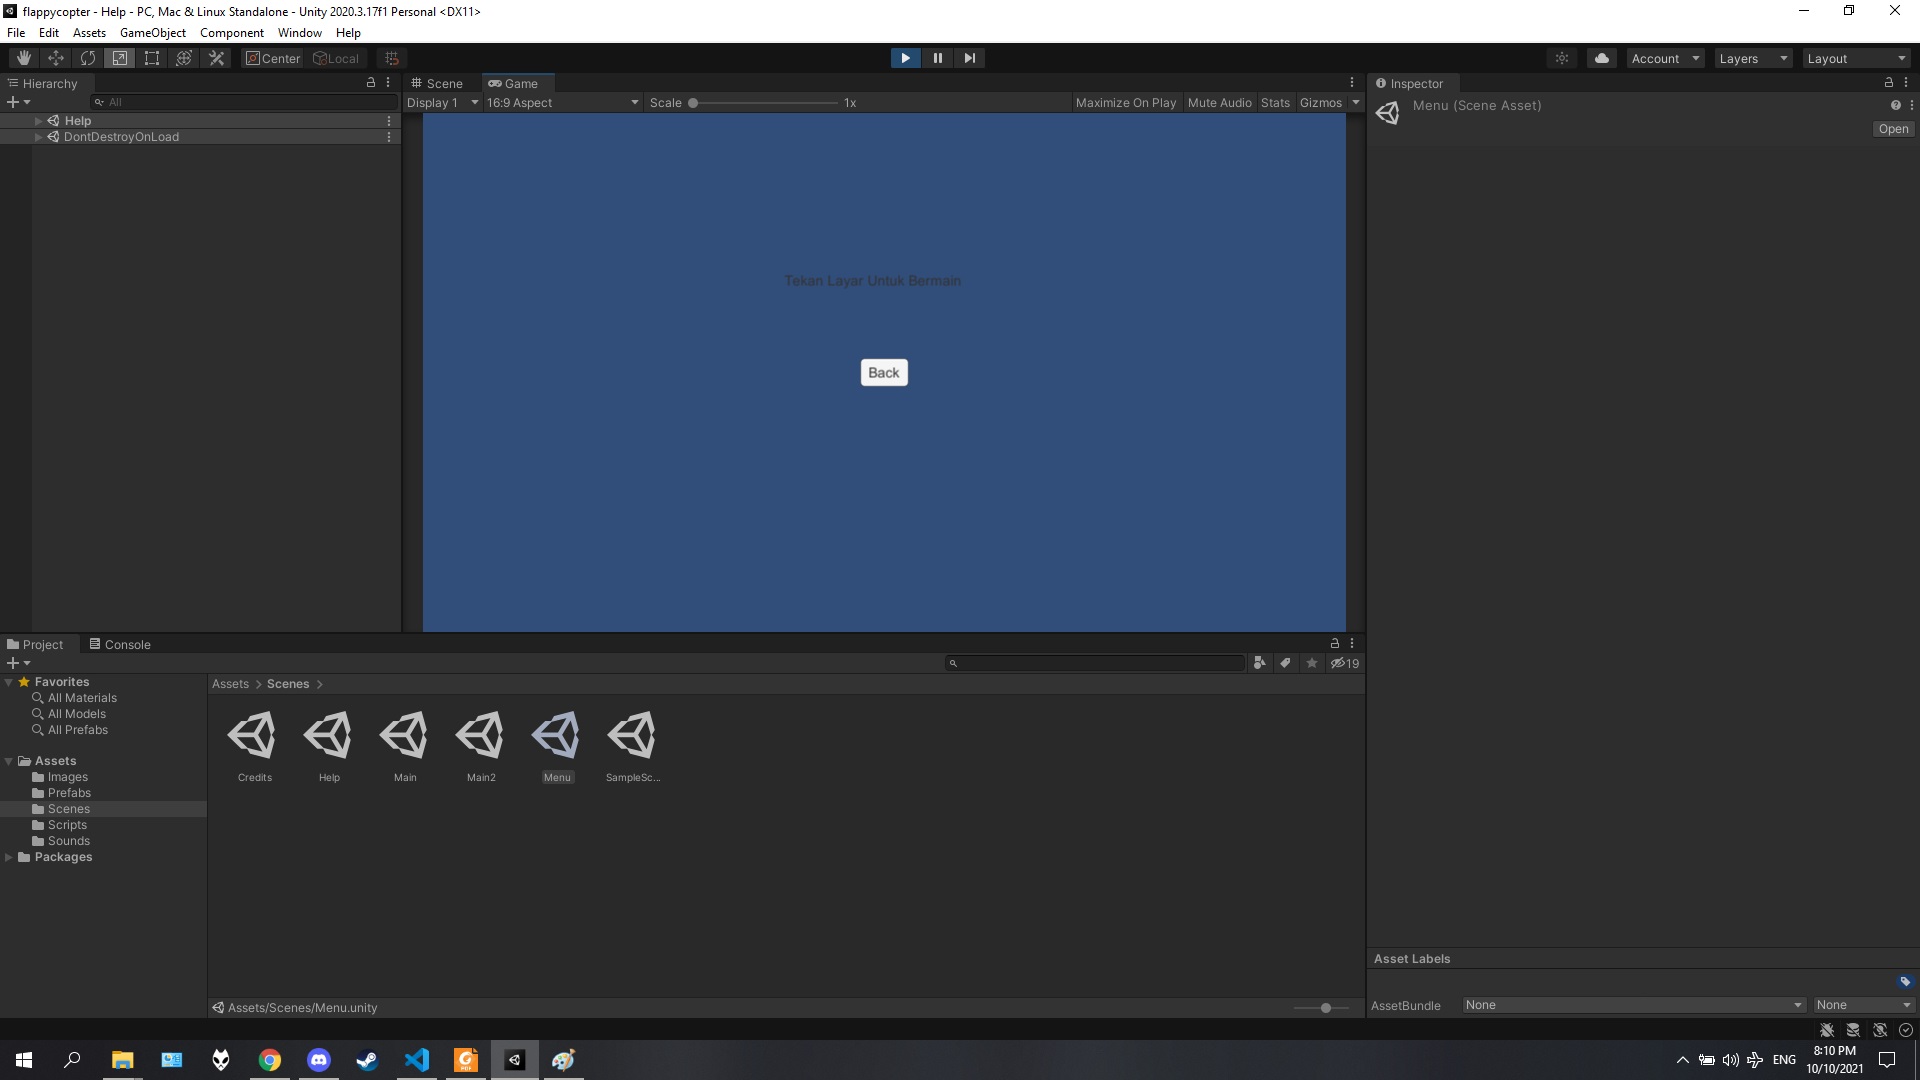 flappycopter - Help - PC, Mac & Linux Standalone - Unity 2020.3.17f1 Personal <DX11>
File Edit Assets GameObject Component Window Help
Center Local Account Layers Layout
Hierarchy
All
Help
DontDestroyOnLoad
Scene Game
Display 1 16:9 Aspect Scale 1x Maximize On Play Mute Audio Stats Gizmos
Tekan Layar Untuk Bermain
Back
Inspector
Menu (Scene Asset)
Open
Project Console
19
Favorites
All Materials
All Models
All Prefabs
Assets
Images
Prefabs
Scenes
Scripts
Sounds
Packages
Assets > Scenes >
Credits Help Main Main2 Menu SampleSc...
Assets/Scenes/Menu.unity
Asset Labels
AssetBundle None None
ENG
8:10 PM
10/10/2021